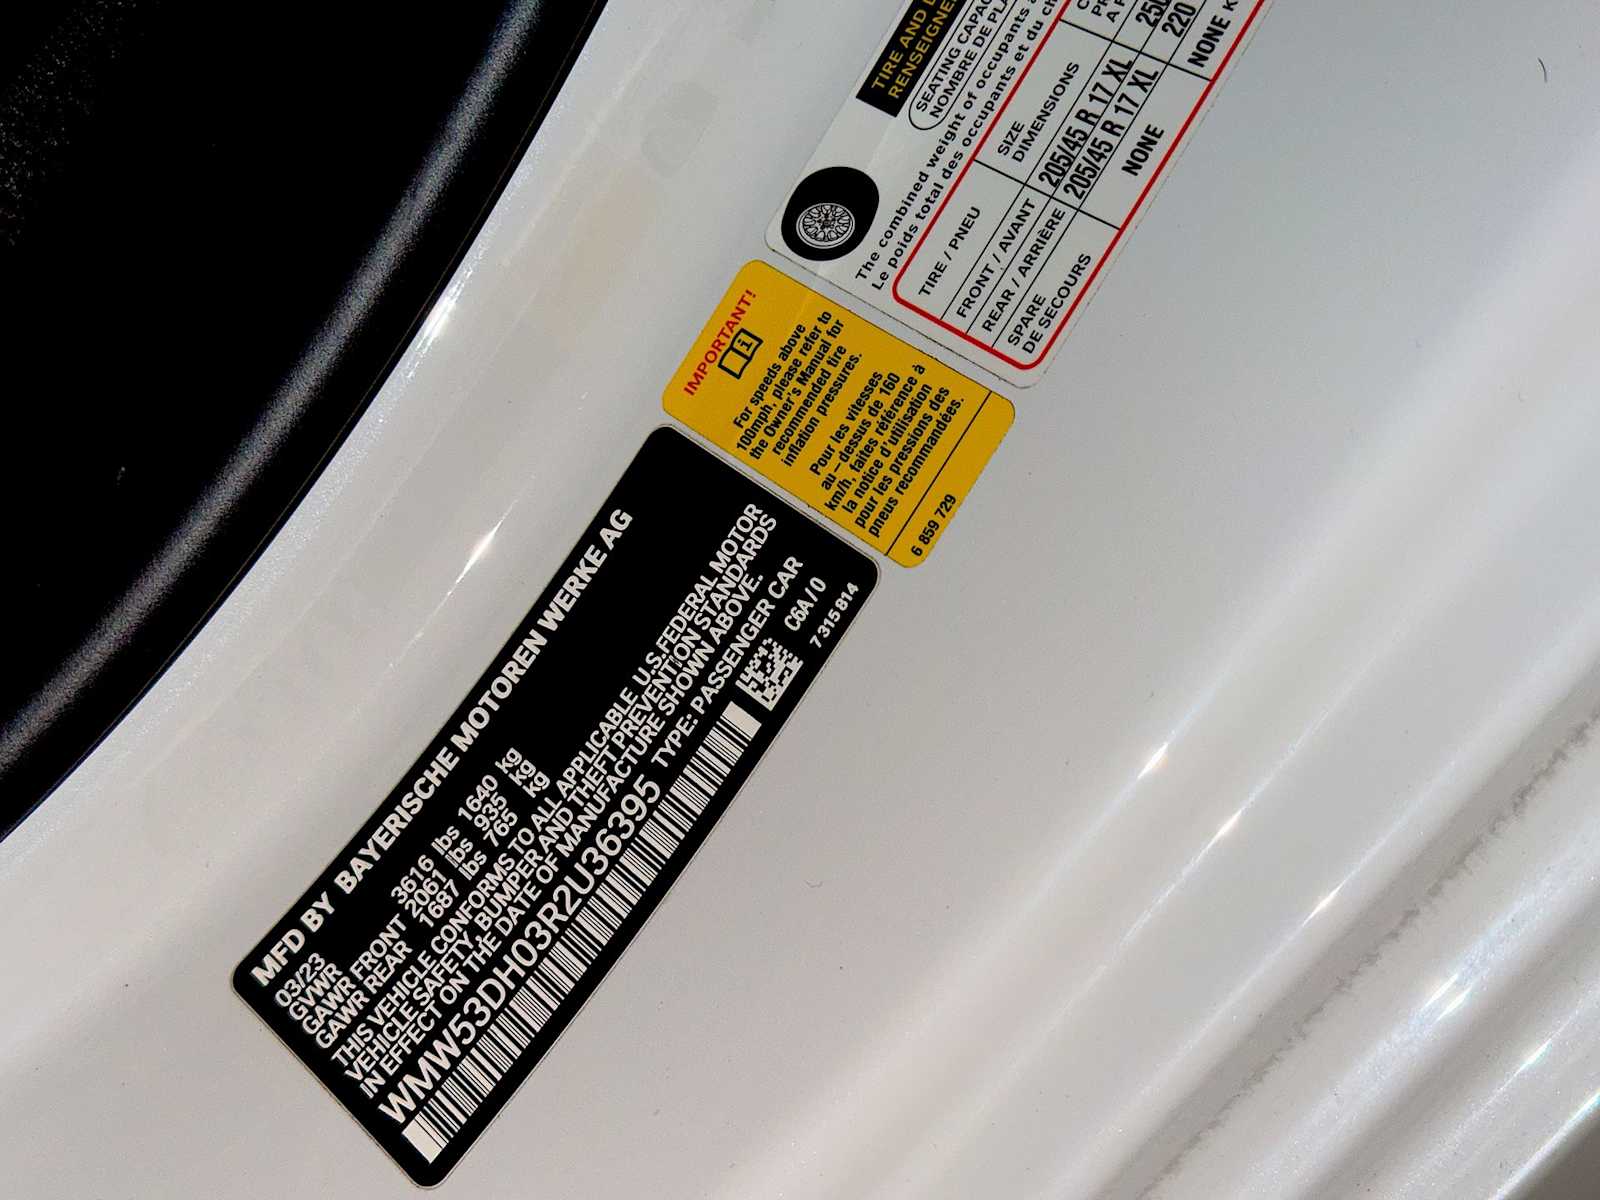 TIRE AND
RENSEIGNE
SEATING CAPAC
NOMBRE DE PLA
The combined weight of occupants
Le poids total des occupants et du ch
TIRE / PNEU
SIZE
DIMENSIONS
FRONT / AVANT
205/45 R 17 XL
REAR / ARRIÈRE
205/45 R 17 XL
220
SPARE
DE SECOURS
NONE
NONE
IMPORTANT!
For speeds above
100mph, please refer to
the Owner's Manual for
recommended tire
inflation pressures.
Pour les vitesses
au-dessus de 160
km/h, faites référence à
la notice d'utilisation
pour les pressions des
pneus recommandées.
6 859 729
MFD BY BAYERISCHE MOTOREN WERKE AG
03/23
GVWR 3616 lbs 1640 kg
GAWR FRONT 2061 lbs 935 kg
GAWR REAR 1687 lbs 765 kg
THIS VEHICLE CONFORMS TO ALL APPLICABLE U.S.FEDERAL MOTOR
VEHICLE SAFETY, BUMPER AND THEFT PREVENTION STANDARDS
IN EFFECT ON THE DATE OF MANUFACTURE SHOWN ABOVE.
WMW53DH03R2U36395 TYPE: PASSENGER CAR
C6A/0
7 315 814